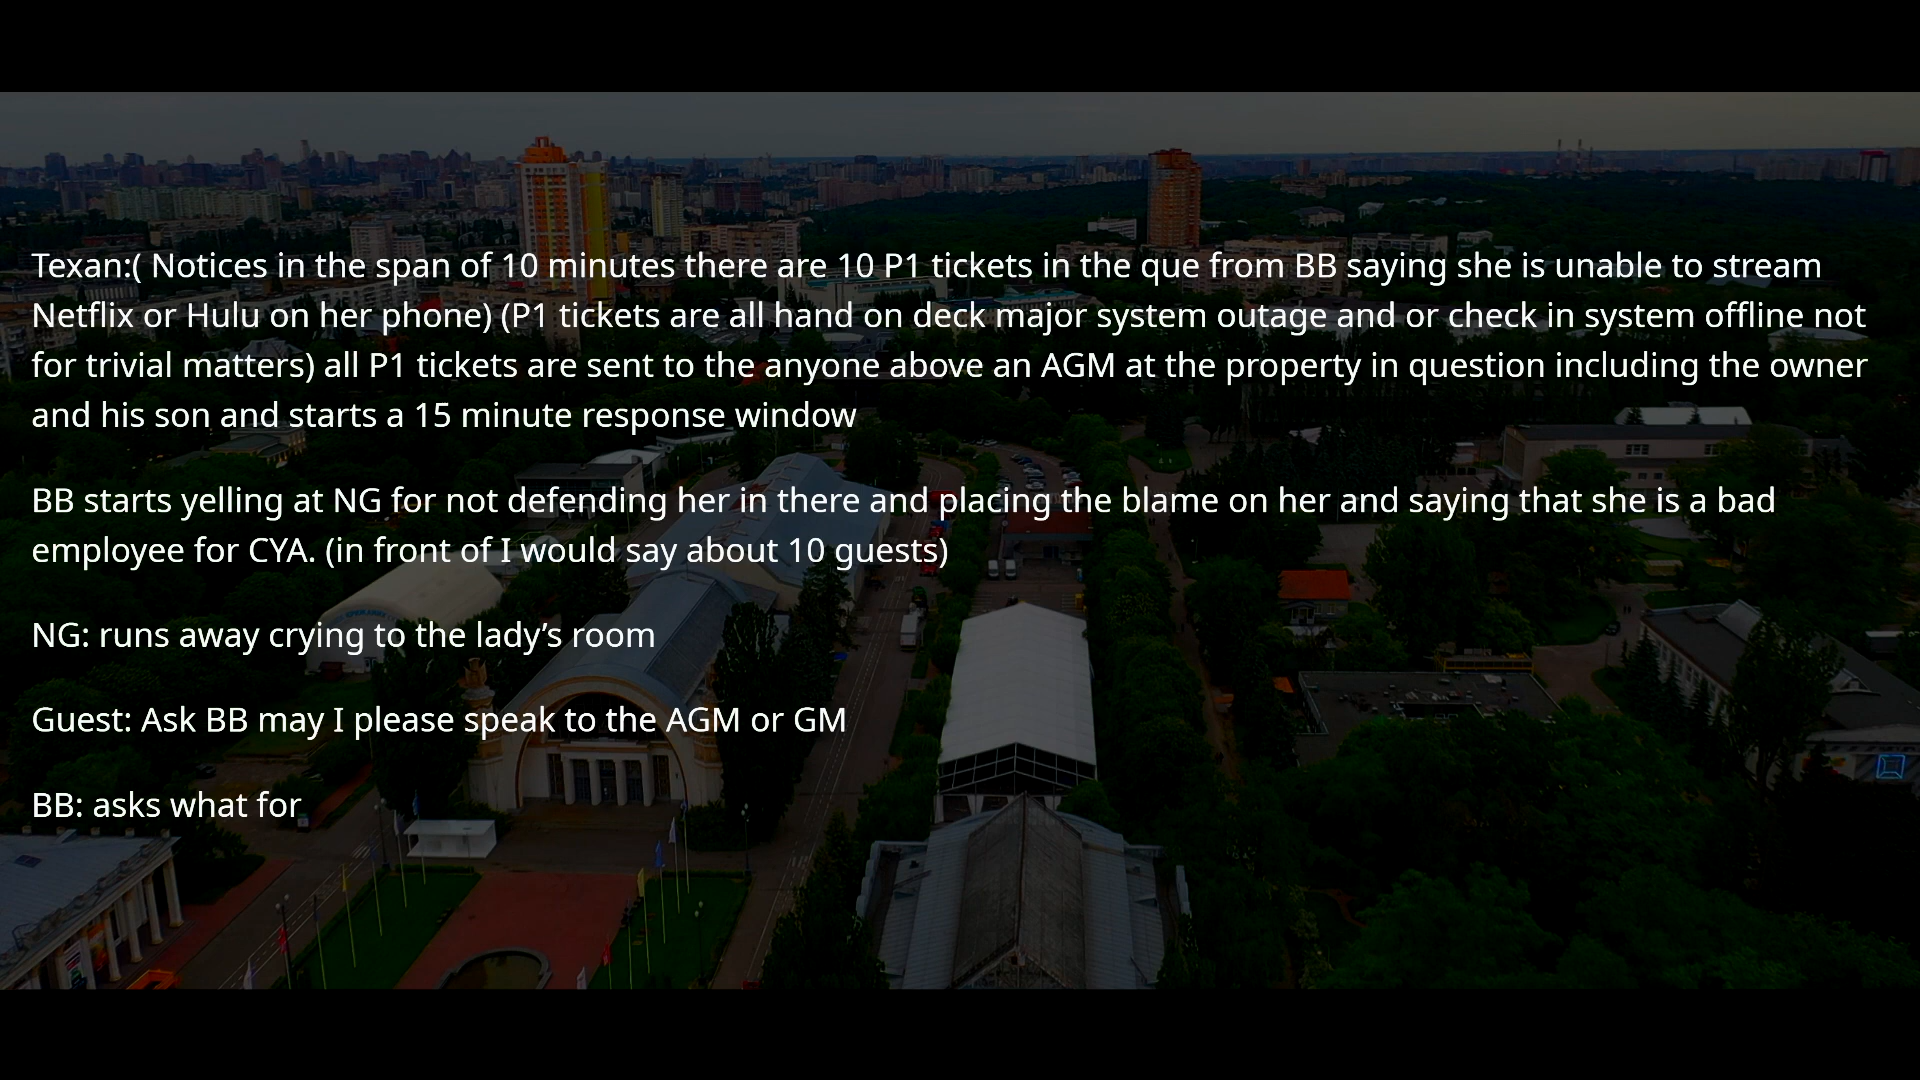 Texan:( Notices in the span of 10 minutes there are 10 P1 tickets in the que from BB saying she is unable to stream
Netflix or Hulu on her phone) (P1 tickets are all hand on deck major system outage and or check in system offline not
for trivial matters) all P1 tickets are sent to the anyone above an AGM at the property in question including the owner
and his son and starts a 15 minute response window
BB starts yelling at NG for not defending her in there and placing the blame on her and saying that she is a bad
employee for CYA. (in front of I would say about 10 guests)
NG: runs away crying to the lady’s room
Guest: Ask BB may I please speak to the AGM or GM
BB: asks what for